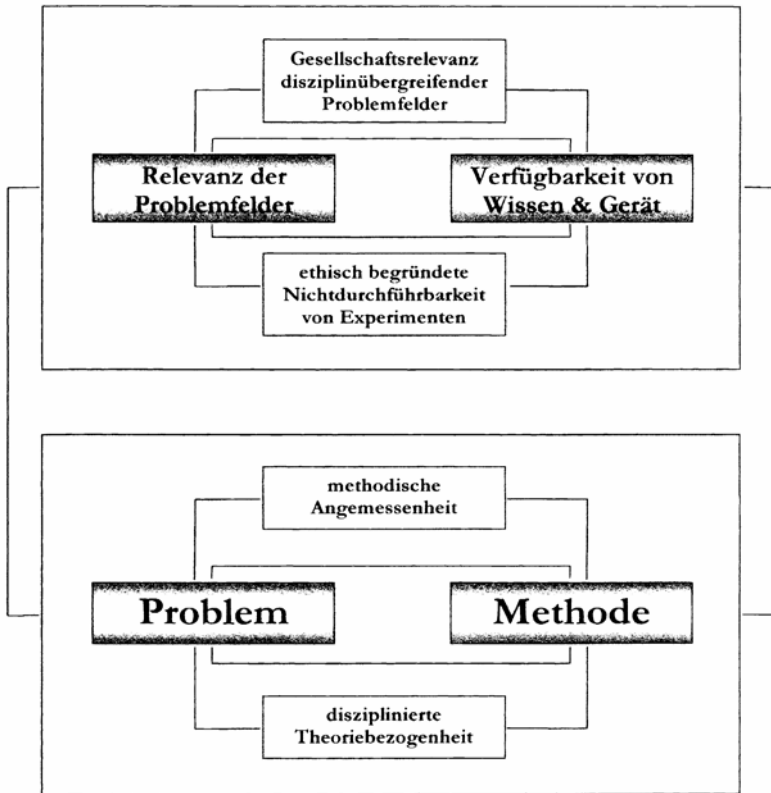 Gesellschaftsrelevanz
disziplinübergreifender
Problemfelder
Relevanz der
Problemfelder
Verfügbarkeit von
Wissen & Gerät
ethisch begründete
Nichtdurchführbarkeit
von Experimenten
methodische
Angemessenheit
Problem
Methode
disziplinierte
Theoriebezogenheit